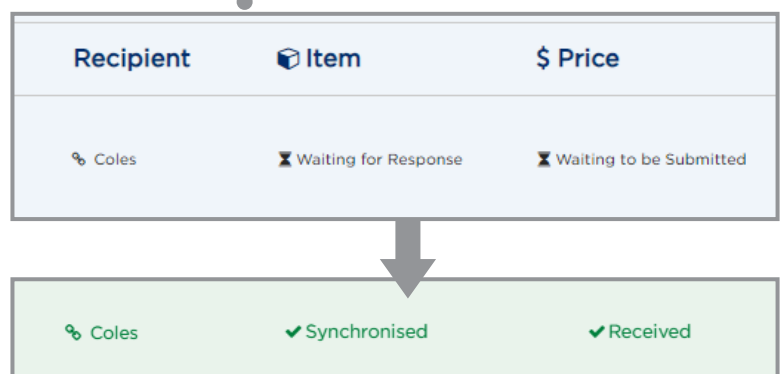 Recipient Item $ Price
Coles Waiting for Response Waiting to be Submitted
Coles Synchronised Received